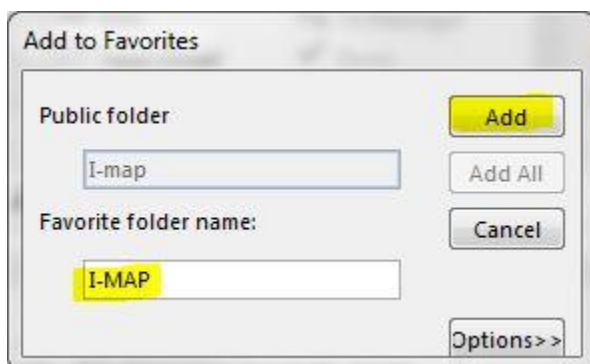 Add to Favorites
Public folder
Add
I-map
Add All
Favorite folder name:
Cancel
I-MAP
Options>>